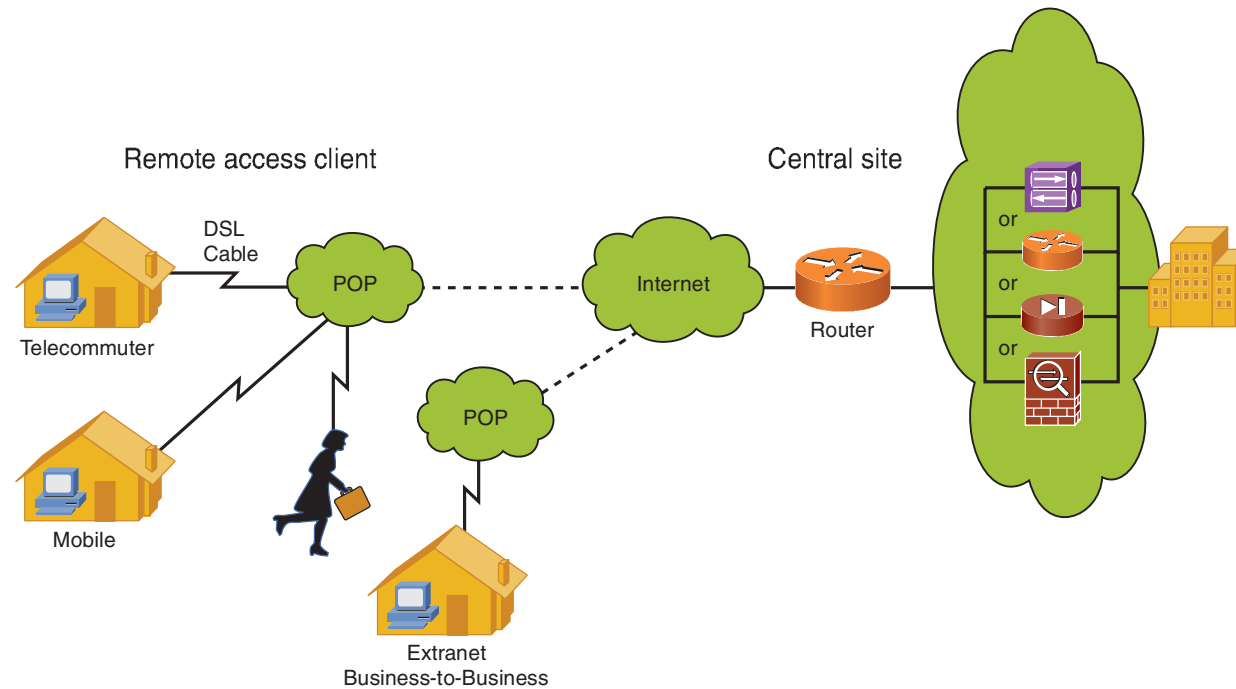 Remote access client
Central site
DSL
Cable
POP
Internet
Router
or
or
or
Telecommuter
POP
Mobile
Extranet
Business-to-Business